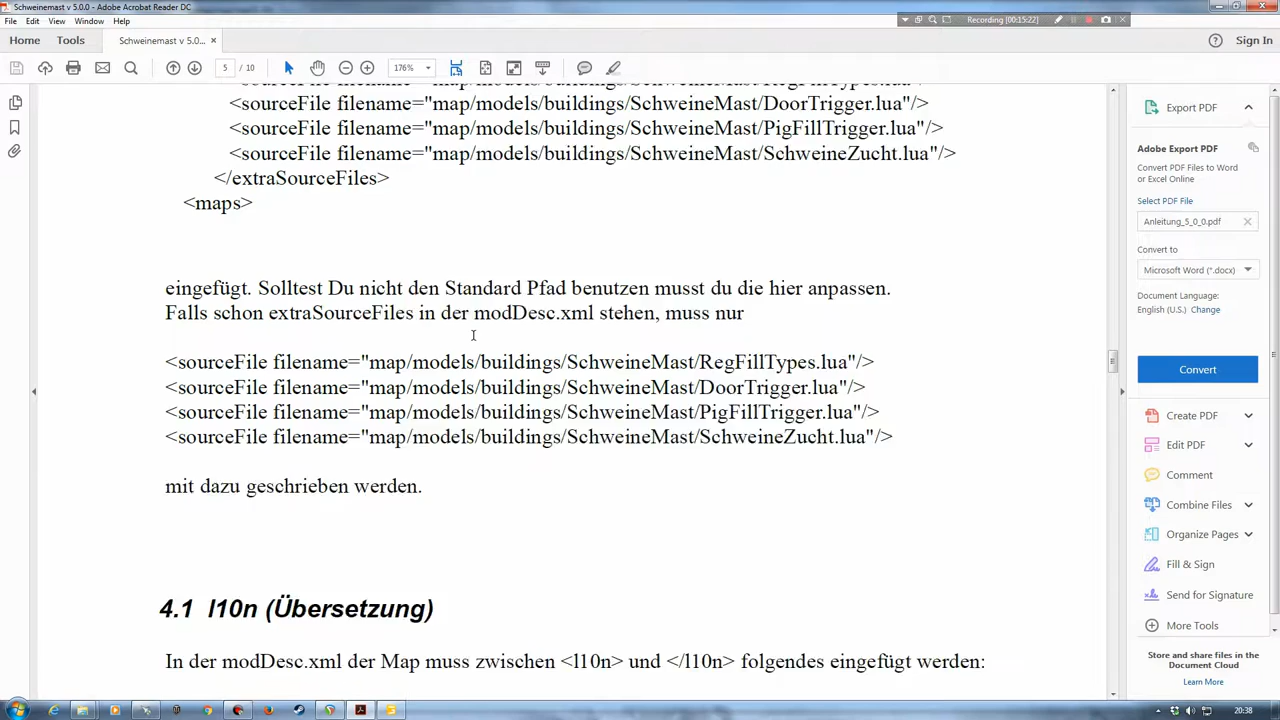 Schweinemast v 5.0.0 - Adobe Acrobat Reader DC
File Edit View Window Help
Recording (00:15:22)
Home Tools Schweinemast v 5.0... ×
Sign In
5 / 10
176%
<sourceFile filename="map/models/buildings/SchweineMast/DoorTrigger.lua"/>
<sourceFile filename="map/models/buildings/SchweineMast/PigFillTrigger.lua"/>
<sourceFile filename="map/models/buildings/SchweineMast/SchweineZucht.lua"/>
</extraSourceFiles>
<maps>
eingefügt. Solltest Du nicht den Standard Pfad benutzen musst du die hier anpassen.
Falls schon extraSourceFiles in der modDesc.xml stehen, muss nur
<sourceFile filename="map/models/buildings/SchweineMast/RegFillTypes.lua"/>
<sourceFile filename="map/models/buildings/SchweineMast/DoorTrigger.lua"/>
<sourceFile filename="map/models/buildings/SchweineMast/PigFillTrigger.lua"/>
<sourceFile filename="map/models/buildings/SchweineMast/SchweineZucht.lua"/>
mit dazu geschrieben werden.
4.1 l10n (Übersetzung)
In der modDesc.xml der Map muss zwischen <l10n> und </l10n> folgendes eingefügt werden:
Export PDF
Adobe Export PDF
Convert PDF Files to Word
or Excel Online
Select PDF File
Anleitung_5_0_0.pdf
Convert to
Microsoft Word (*.docx)
Document Language:
English (U.S.) Change
Convert
Create PDF
Edit PDF
Comment
Combine Files
Organize Pages
Fill & Sign
Send for Signature
More Tools
Store and share files in the
Document Cloud
Learn More
20:38